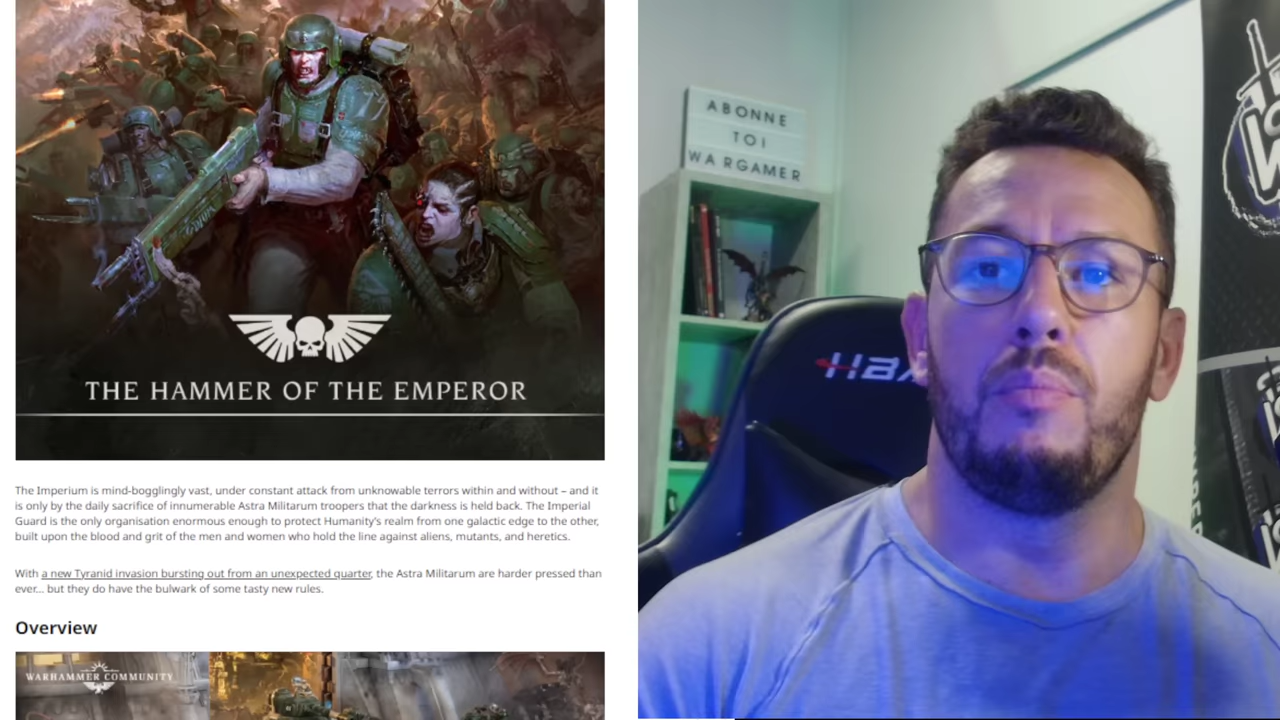 THE HAMMER OF THE EMPEROR
The Imperium is mind-bogglingly vast, under constant attack from unknowable terrors within and without – and it
is only by the daily sacrifice of innumerable Astra Militarum troopers that the darkness is held back. The Imperial
Guard is the only organisation enormous enough to protect Humanity's realm from one galactic edge to the other,
built upon the blood and grit of the men and women who hold the line against aliens, mutants, and heretics.
With a new Tyranid invasion bursting out from an unexpected quarter, the Astra Militarum are harder pressed than
ever... but they do have the bulwark of some tasty new rules.
Overview
WARHAMMER COMMUNITY
ABONNE
TOI
WARGAMER